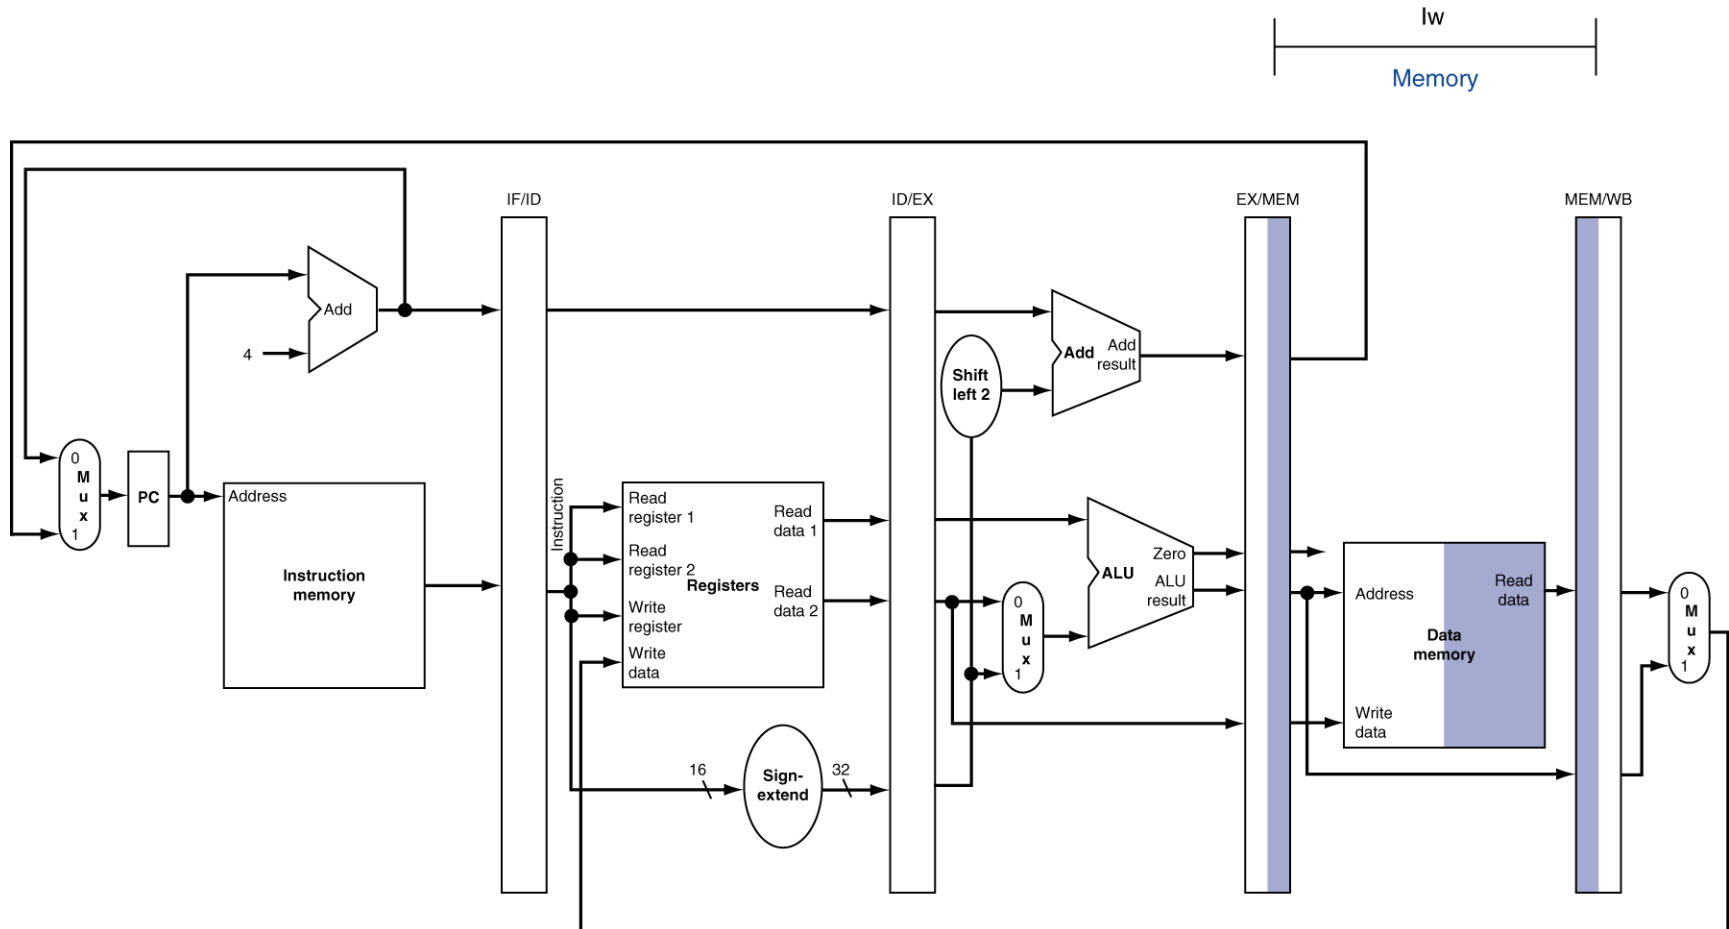 lw
Memory
IF/ID
ID/EX
EX/MEM
MEM/WB
Add
4
Shift
left 2
Add
Add
result
0
M
u
x
1
PC
Address
Instruction
memory
Instruction
Read
register 1
Read
register 2
Write
register
Write
data
Registers
Read
data 1
Read
data 2
16
Sign-
extend
32
0
M
u
x
1
ALU
Zero
ALU
result
Address
Read
data
Data
memory
Write
data
0
M
u
x
1